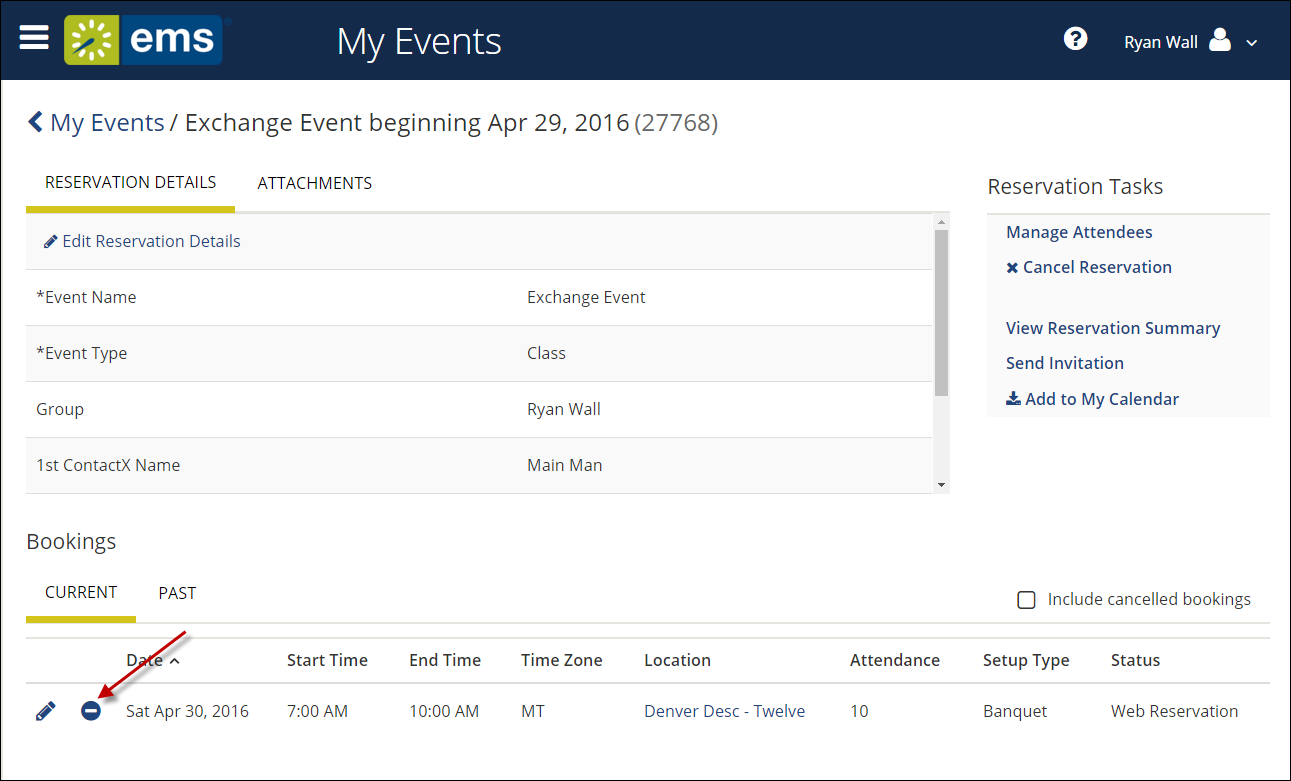 ems
My Events
?
Ryan Wall
My Events / Exchange Event beginning Apr 29, 2016 (27768)
RESERVATION DETAILS ATTACHMENTS
Edit Reservation Details
*Event Name Exchange Event
*Event Type Class
Group Ryan Wall
1st ContactX Name Main Man
Reservation Tasks
Manage Attendees
Cancel Reservation
View Reservation Summary
Send Invitation
Add to My Calendar
Bookings
CURRENT PAST
Include cancelled bookings
Date Start Time End Time Time Zone Location Attendance Setup Type Status
Sat Apr 30, 2016 7:00 AM 10:00 AM MT Denver Desc - Twelve 10 Banquet Web Reservation